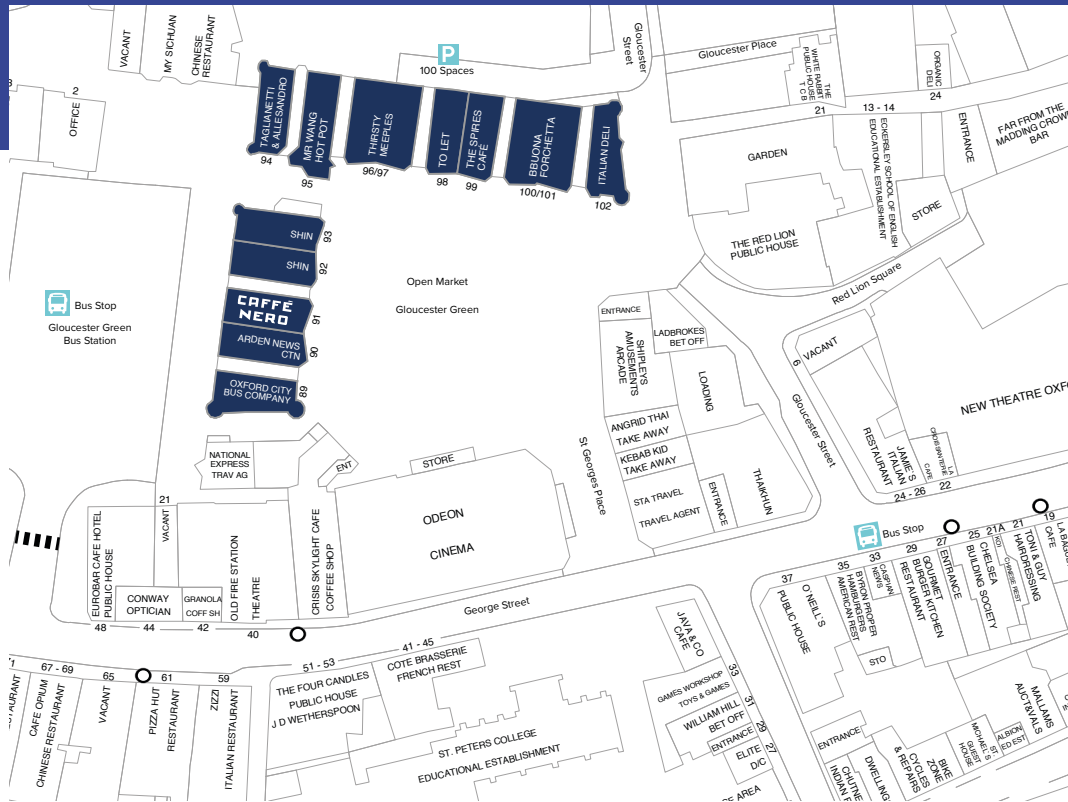 VACANT
MY SICHUAN
CHINESE
RESTAURANT
2
OFFICE
P
100 Spaces
Gloucester
Street
Gloucester Place
THE
WHITE RABBIT
PUBLIC HOUSE
T C B
21
13 - 14
ORGANIC
DELI
24
ECKERSLEY SCHOOL OF ENGLISH
EDUCATIONAL ESTABLISHMENT
ENTRANCE
FAR FROM THE
MADDING CROWD
BAR
TAGLIANETTI
& ALLESANDRO
94
MR WANG
HOT POT
95
THIRSTY
MEEPLES
96/97
TO LET
98
THE SPIRES
CAFÉ
99
BBUONA
FORCHETTA
100/101
ITALIAN DELI
102
GARDEN
STORE
THE RED LION
PUBLIC HOUSE
Red Lion Square
SHIN
93
SHIN
92
CAFFÈ
NERO
91
ARDEN NEWS
CTN
90
OXFORD CITY
BUS COMPANY
89
Open Market
Gloucester Green
Bus Stop
Gloucester Green
Bus Station
ENTRANCE
SHIPLEYS
AMUSEMENTS
ARCADE
LADBROKES
BET OFF
LOADING
ANGRID THAI
TAKE AWAY
KEBAB KID
TAKE AWAY
STA TRAVEL
TRAVEL AGENT
ENTRANCE
THAIKHUN
St Georges Place
Gloucester Street
6
VACANT
NEW THEATRE OXFO
RESTAURANT
JAMIE'S
ITALIAN
CAFE
LA
24 - 26
22
NATIONAL
EXPRESS
TRAV AG
ENT
STORE
ODEON
CINEMA
21
VACANT
EUROBAR CAFE HOTEL
PUBLIC HOUSE
CONWAY
OPTICIAN
GRANOLA
COFF SH
OLD FIRE STATION
THEATRE
CRISIS SKYLIGHT CAFE
COFFEE SHOP
48
44
42
40
George Street
Bus Stop
37
O'NEILL'S
PUBLIC HOUSE
35
BYRON PROPER
HAMBURGERS
AMERICAN REST
33
CASPIAN
NEWS
29
GOURMET
BURGER KITCHEN
RESTAURANT
27
ENTRANCE
25
CHELSEA
BUILDING SOCIETY
21A
KOI
CHINESE REST
21
TONI & GUY
HAIRDRESSING
19
CAFE
STO
67 - 69
CAFE OPIUM
CHINESE RESTAURANT
65
VACANT
61
PIZZA HUT
RESTAURANT
59
ZIZZI
ITALIAN RESTAURANT
51 - 53
THE FOUR CANDLES
PUBLIC HOUSE
J D WETHERSPOON
41 - 45
COTE BRASSERIE
FRENCH REST
ST. PETERS COLLEGE
EDUCATIONAL ESTABLISHMENT
JAVA & CO
CAFE
33
GAMES WORKSHOP
TOYS & GAMES
31
WILLIAM HILL
BET OFF
29
ENTRANCE
27
ELITE
D/C
AREA
ENTRANCE
INDIAN
DWELLING
BIKE
ZONE
CYCLES
& REPAIRS
ST
MICHAEL'S
GUEST
HOUSE
ALBION
ED EST
MALLAMS
AUCT&VALS